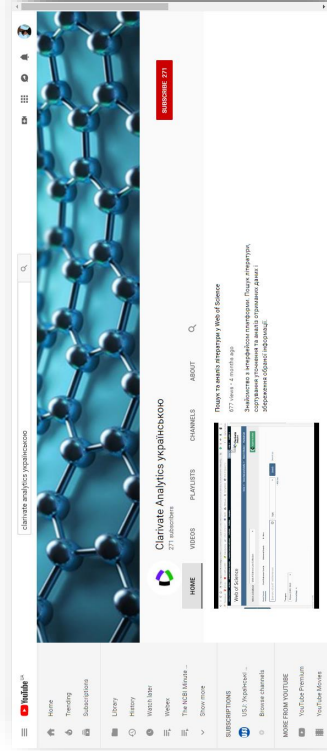 YouTube UA
clarivate analytics українською
Home
Trending
Subscriptions
Library
History
Watch later
Webex
The NCBI Minute ...
Show more
SUBSCRIPTIONS
USJ: Українські ...
Browse channels
MORE FROM YOUTUBE
YouTube Premium
YouTube Movies
Clarivate Analytics українською
271 subscribers
SUBSCRIBE 271
HOME
VIDEOS
PLAYLISTS
CHANNELS
ABOUT
Web of Science
Пошук та аналіз літератури у Web of Science
677 views • 4 months ago
Знайомство з інтерфейсом платформи. Пошук літератури,
сортування уточнення та аналіз отриманих даних і
збереження обраної інформації.